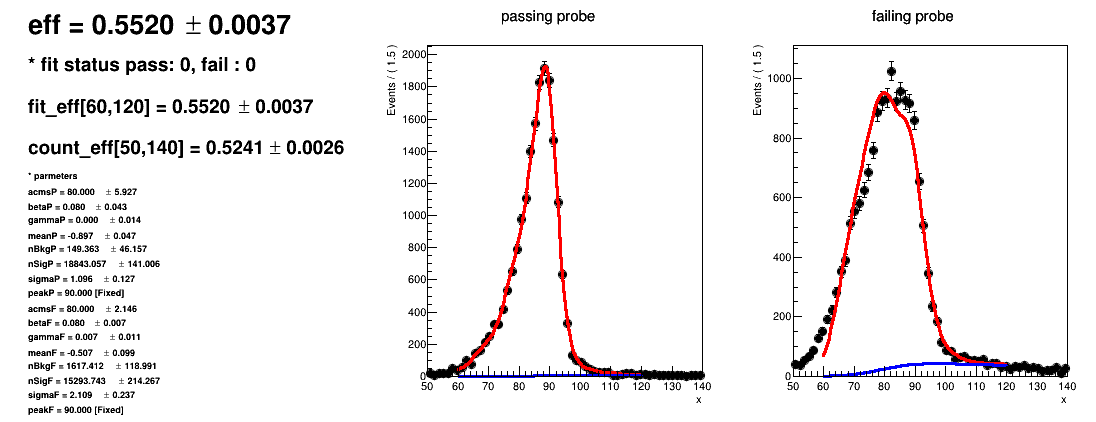 eff = 0.5520 ± 0.0037
* fit status pass: 0, fail : 0
fit_eff[60,120] = 0.5520 ± 0.0037
count_eff[50,140] = 0.5241 ± 0.0026
* parmeters
acmsP = 80.000 ± 5.927
betaP = 0.080 ± 0.043
gammaP = 0.000 ± 0.014
meanP = -0.897 ± 0.047
nBkgP = 149.363 ± 46.157
nSigP = 18843.057 ± 141.006
sigmaP = 1.096 ± 0.127
peakP = 90.000 [Fixed]
acmsF = 80.000 ± 2.146
betaF = 0.080 ± 0.007
gammaF = 0.007 ± 0.011
meanF = -0.507 ± 0.099
nBkgF = 1617.412 ± 118.991
nSigF = 15293.743 ± 214.267
sigmaF = 2.109 ± 0.237
peakF = 90.000 [Fixed]
passing probe
Events / ( 1.5 )
2000
1800
1600
1400
1200
1000
800
600
400
200
0
50 60 70 80 90 100 110 120 130 140
x
failing probe
Events / ( 1.5 )
1000
800
600
400
200
0
50 60 70 80 90 100 110 120 130 140
x